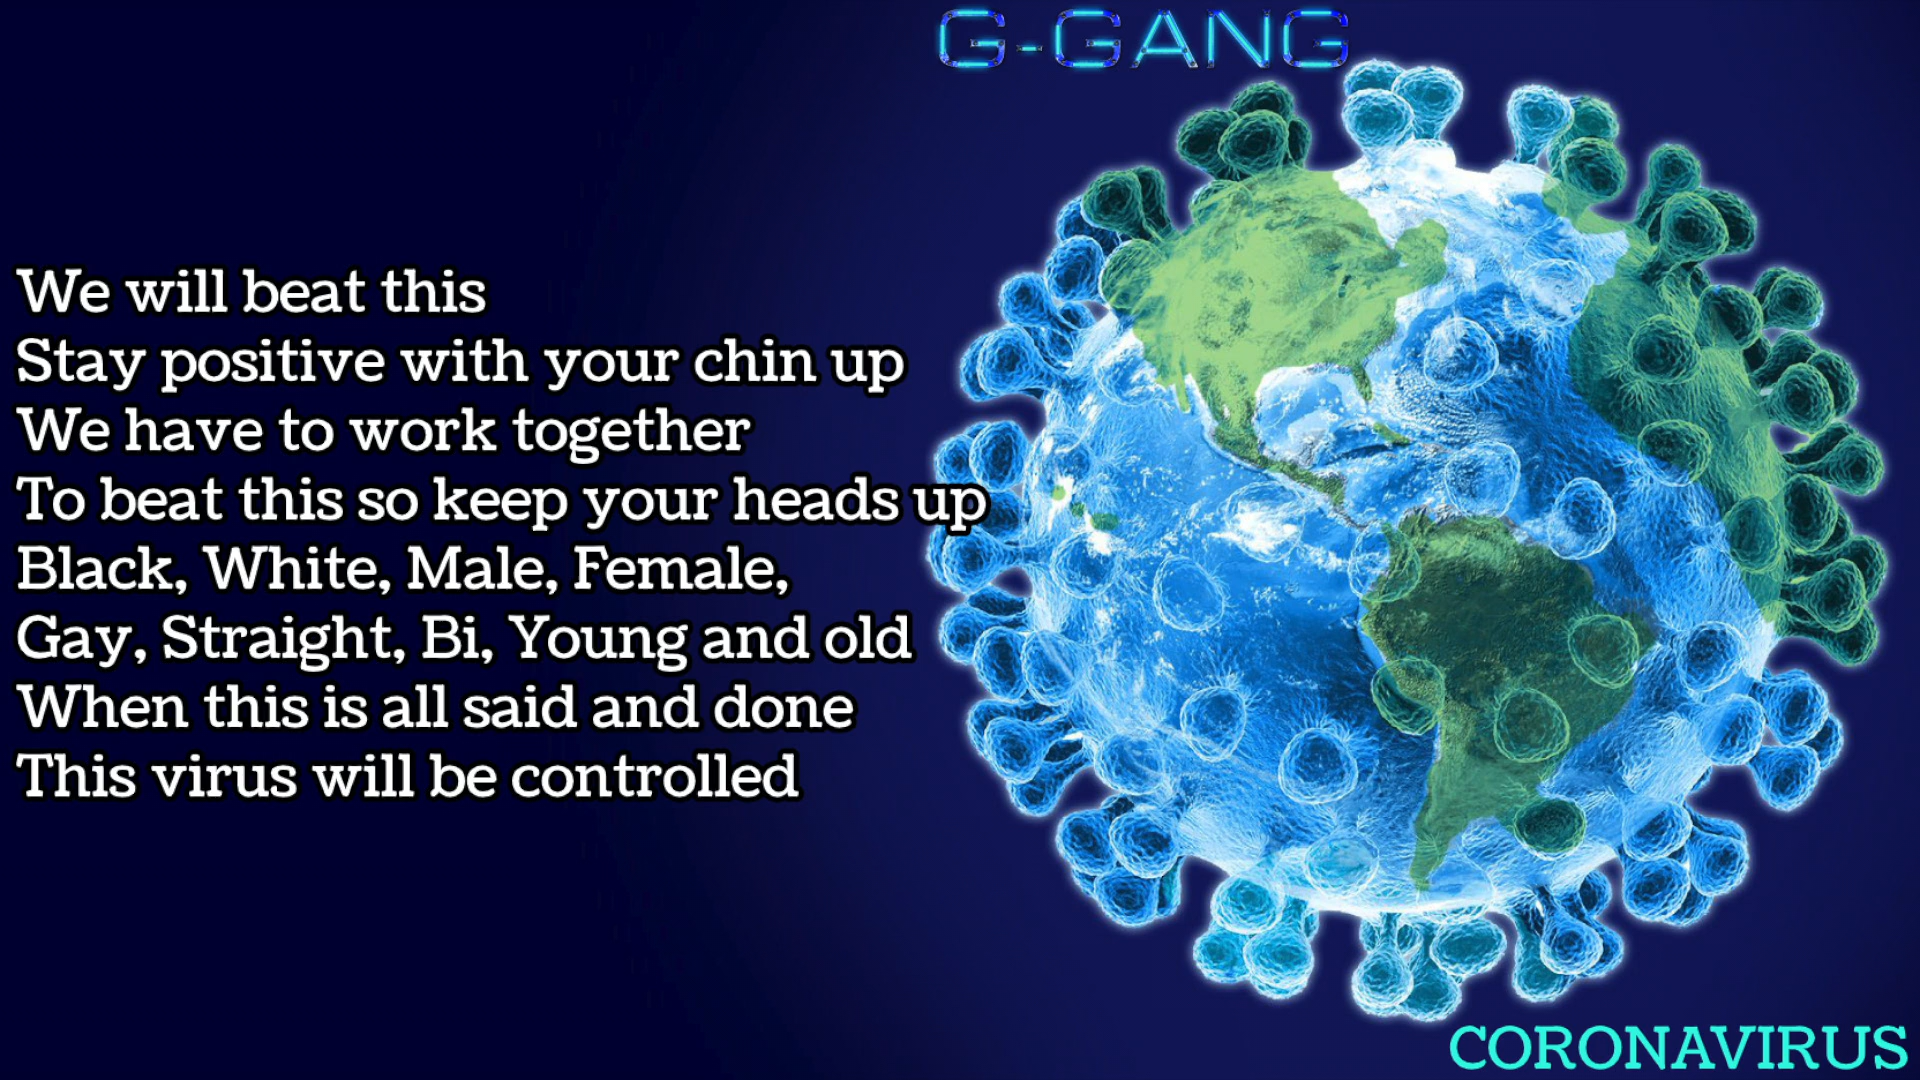 G-GANG
We will beat this
Stay positive with your chin up
We have to work together
To beat this so keep your heads up
Black, White, Male, Female,
Gay, Straight, Bi, Young and old
When this is all said and done
This virus will be controlled
CORONAVIRUS